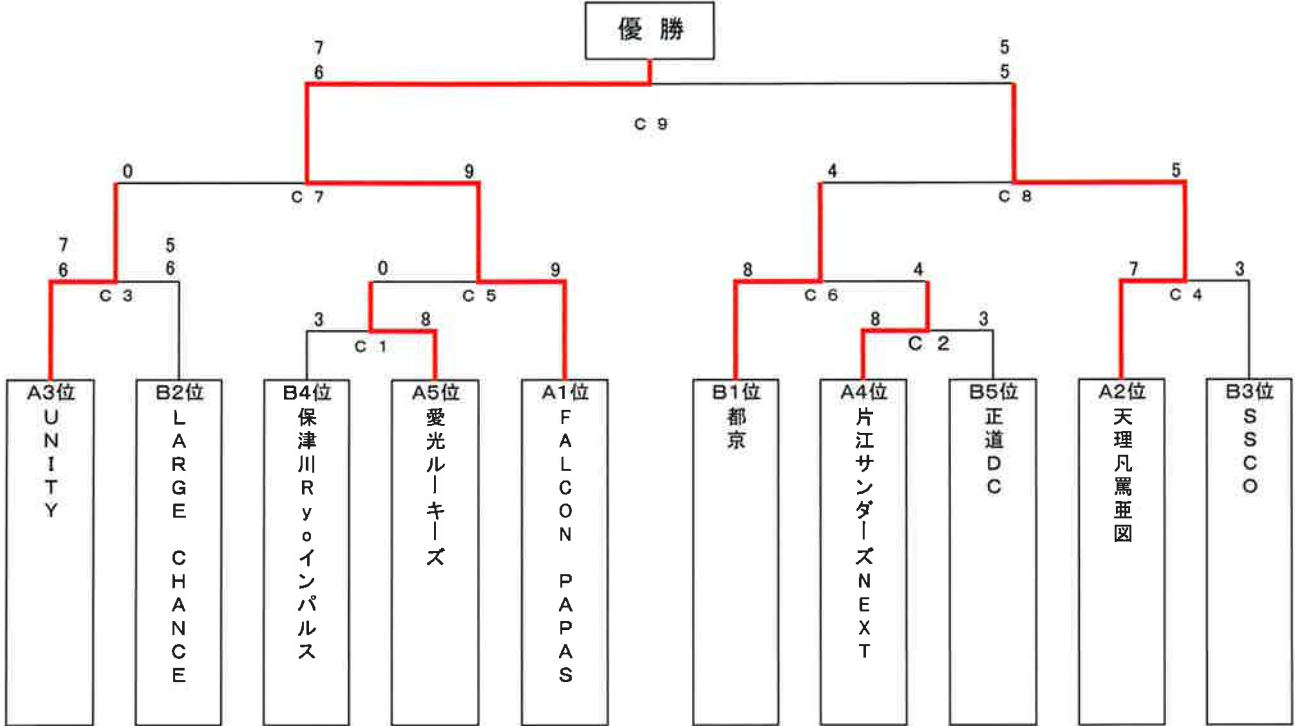 優 勝
7 5
6 5
C 9
0 9 4 5
C 7 C 8
7 5
6 6 0 9 8 4 7 3
C 3 C 5 C 6 C 4
3 8 8 3
C 1 C 2
A3位
UNITY
B2位
LARGE CHANCE
B4位
保津川Ryoインパルス
A5位
愛光ルーキーズ
A1位
FALCON PAPAS
B1位
都京
A4位
片江サンダーズNEXT
B5位
正道DC
A2位
天理凡罵亜図
B3位
SSCO